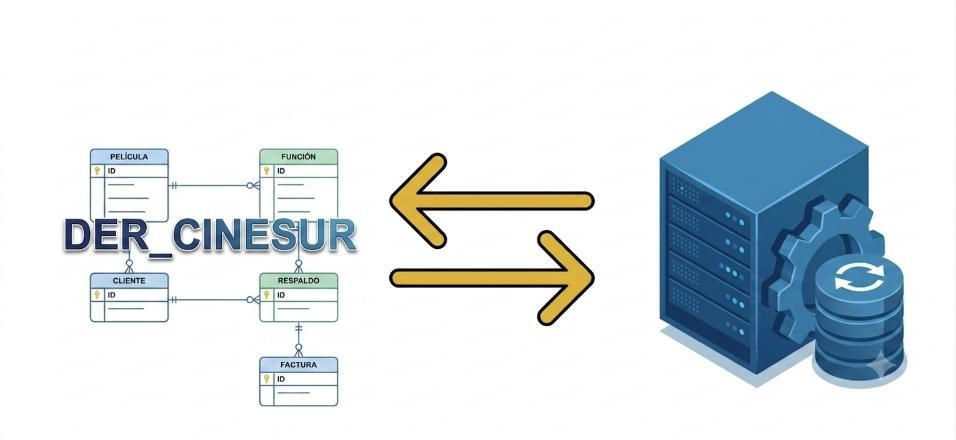 PELÍCULA
ID
FUNCIÓN
ID
DER_CINESUR
CLIENTE
ID
RESPALDO
ID
FACTURA
ID